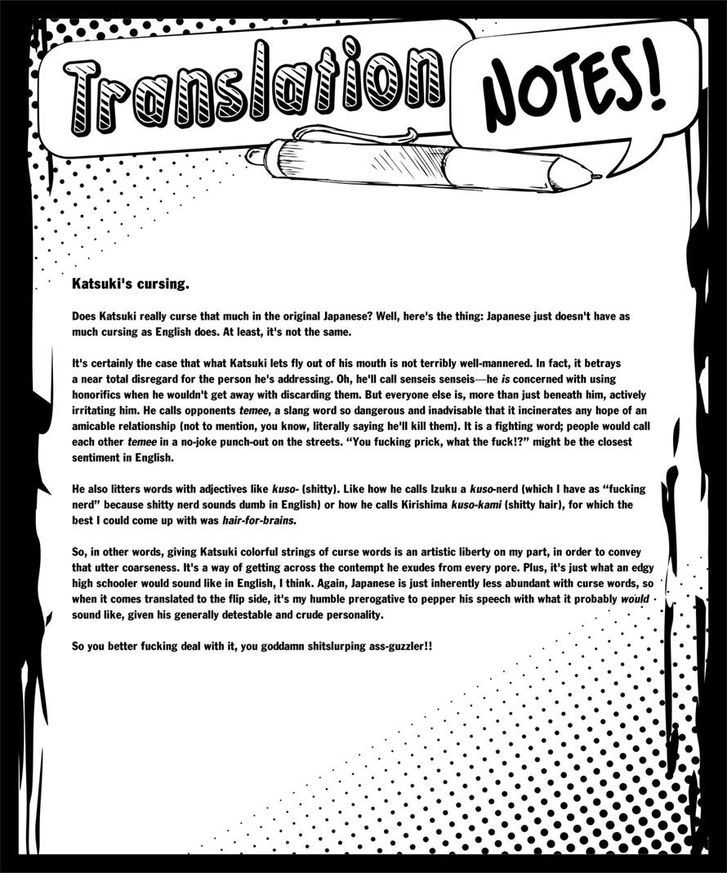 Translation NOTES!
Katsuki's cursing.
Does Katsuki really curse that much in the original Japanese? Well, here's the thing: Japanese just doesn't have as
much cursing as English does. At least, it's not the same.
It's certainly the case that what Katsuki lets fly out of his mouth is not terribly well-mannered. In fact, it betrays
a near total disregard for the person he's addressing. Oh, he'll call senseis senseis—he is concerned with using
honorifics when he wouldn't get away with discarding them. But everyone else is, more than just beneath him, actively
irritating him. He calls opponents temee, a slang word so dangerous and inadvisable that it incinerates any hope of an
amicable relationship (not to mention, you know, literally saying he'll kill them). It is a fighting word; people would call
each other temee in a no-joke punch-out on the streets. “You fucking prick, what the fuck!?” might be the closest
sentiment in English.
He also litters words with adjectives like kuso- (shitty). Like how he calls Izuku a kuso-nerd (which I have as “fucking
nerd” because shitty nerd sounds dumb in English) or how he calls Kirishima kuso-kami (shitty hair), for which the
best I could come up with was hair-for-brains.
So, in other words, giving Katsuki colorful strings of curse words is an artistic liberty on my part, in order to convey
that utter coarseness. It's a way of getting across the contempt he exudes from every pore. Plus, it's just what an edgy
high schooler would sound like in English, I think. Again, Japanese is just inherently less abundant with curse words, so
when it comes translated to the flip side, it's my humble prerogative to pepper his speech with what it probably would
sound like, given his generally detestable and crude personality.
So you better fucking deal with it, you goddamn shitslurping ass-guzzler!!